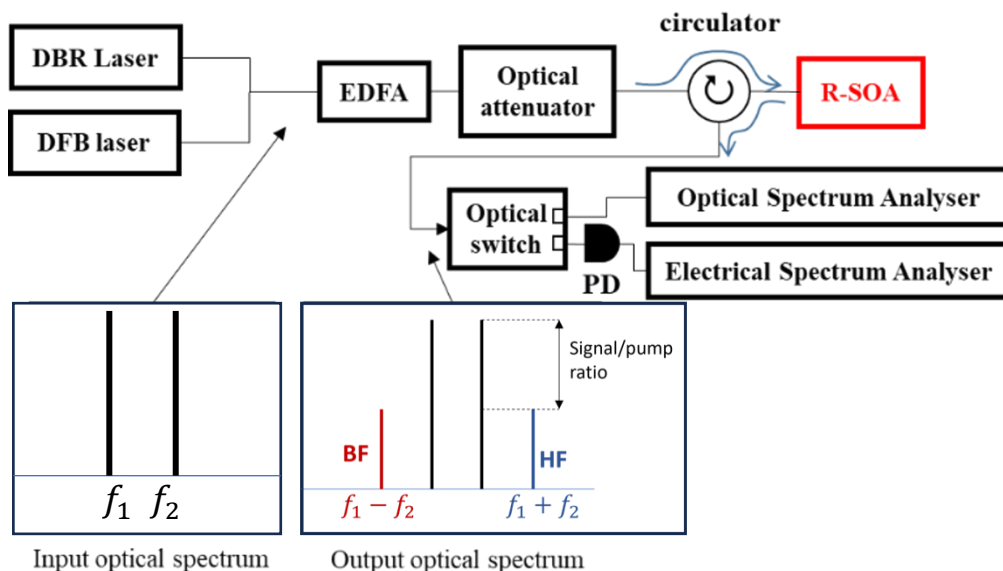 circulator
DBR Laser
DFB laser
EDFA
Optical
attenuator
R-SOA
Optical
switch
PD
Optical Spectrum Analyser
Electrical Spectrum Analyser
f₁ f₂
Input optical spectrum
Signal/pump
ratio
BF
HF
f₁ − f₂
f₁ + f₂
Output optical spectrum